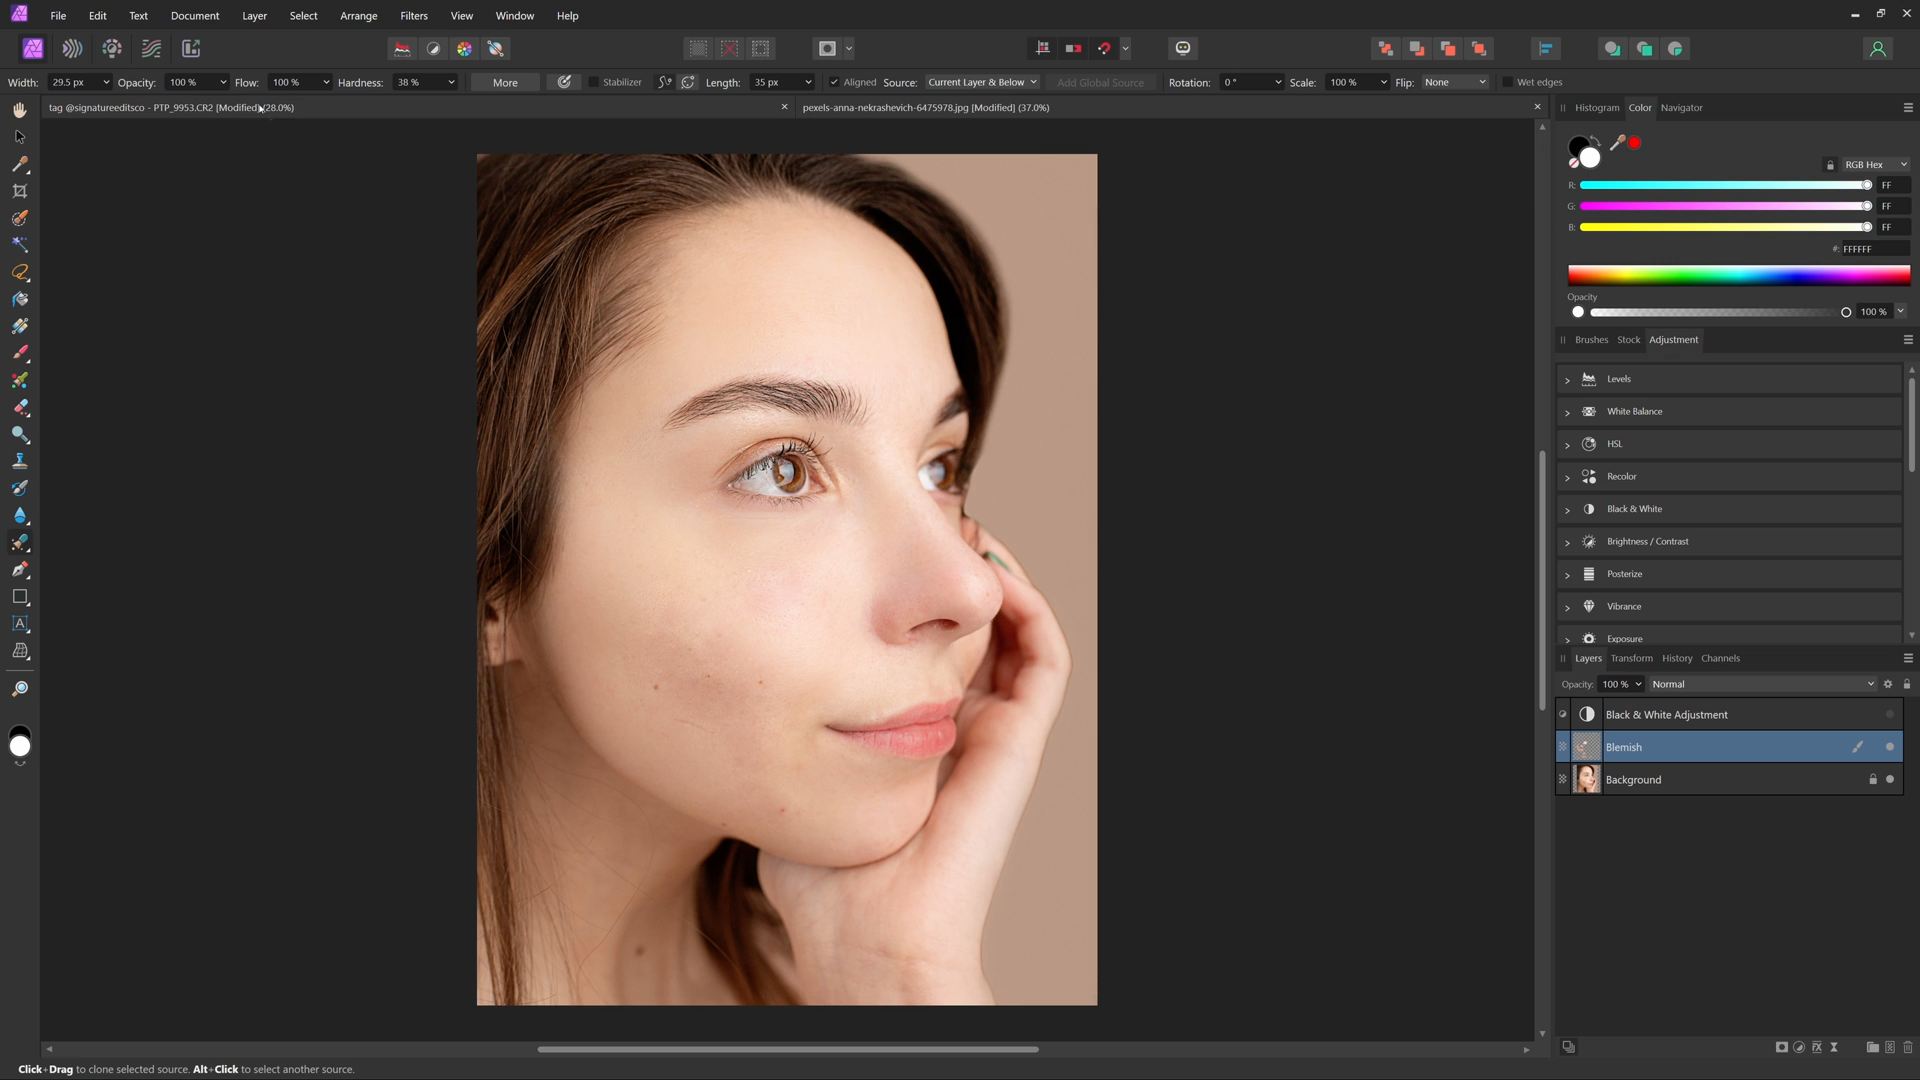 File Edit Text Document Layer Select Arrange Filters View Window Help
Width: 29.5 px Opacity: 100 % Flow: 100 % Hardness: 38 % More Stabilizer Length: 35 px Aligned Source: Current Layer & Below Add Global Source Rotation: 0 ° Scale: 100 % Flip: None Wet edges
tag @signatureeditsco - PTP_9953.CR2 [Modified] (28.0%)
pexels-anna-nekrashevich-6475978.jpg [Modified] (37.0%)
Histogram Color Navigator
RGB Hex
R: FF
G: FF
B: FF
#: FFFFFF
Opacity
100 %
Brushes Stock Adjustment
Levels
White Balance
HSL
Recolor
Black & White
Brightness / Contrast
Posterize
Vibrance
Exposure
Layers Transform History Channels
Opacity: 100 % Normal
Black & White Adjustment
Blemish
Background
Click+Drag to clone selected source. Alt+Click to select another source.